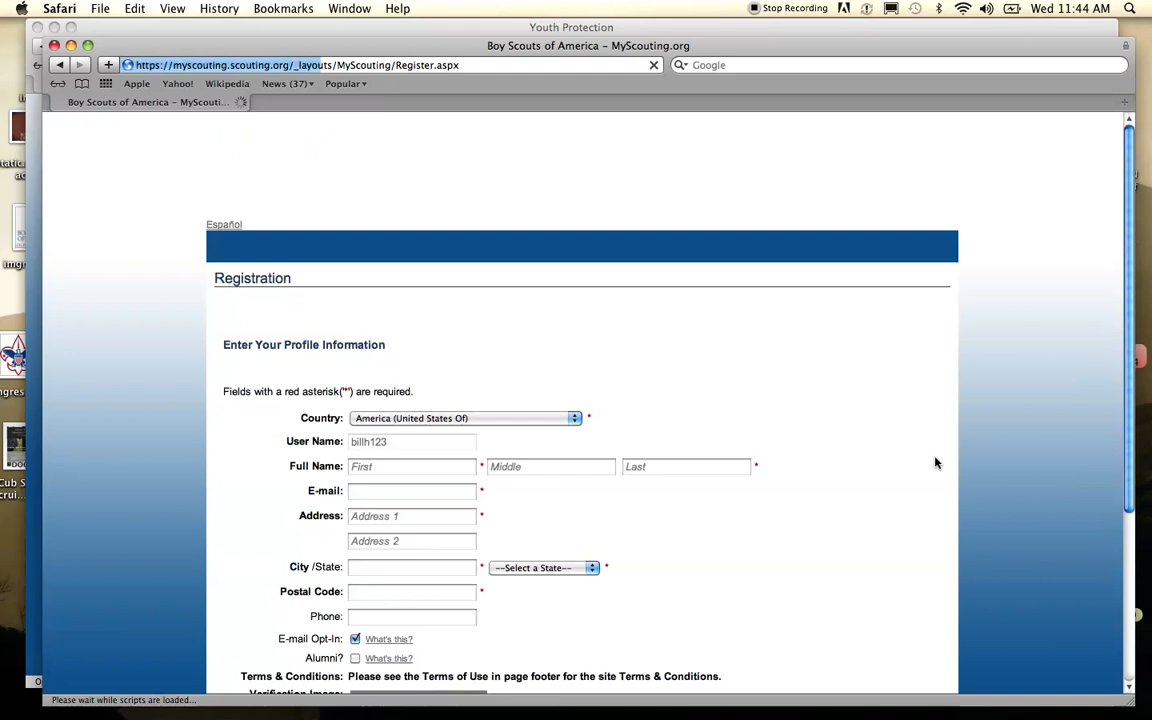 Safari File Edit View History Bookmarks Window Help Stop Recording Wed 11:44 AM
Youth Protection
Boy Scouts of America – MyScouting.org
https://myscouting.scouting.org/_layouts/MyScouting/Register.aspx Google
Apple Yahoo! Wikipedia News (37)▾ Popular▾
Boy Scouts of America – MyScouti...
Español
Registration
Enter Your Profile Information
Fields with a red asterisk('*') are required.
Country: America (United States Of) *
User Name: billh123
Full Name: First * Middle Last *
E-mail: *
Address: Address 1 *
Address 2
City /State: * --Select a State-- *
Postal Code: *
Phone:
E-mail Opt-In: What's this?
Alumni? What's this?
Terms & Conditions: Please see the Terms of Use in page footer for the site Terms & Conditions.
Verification Image:
Please wait while scripts are loaded...